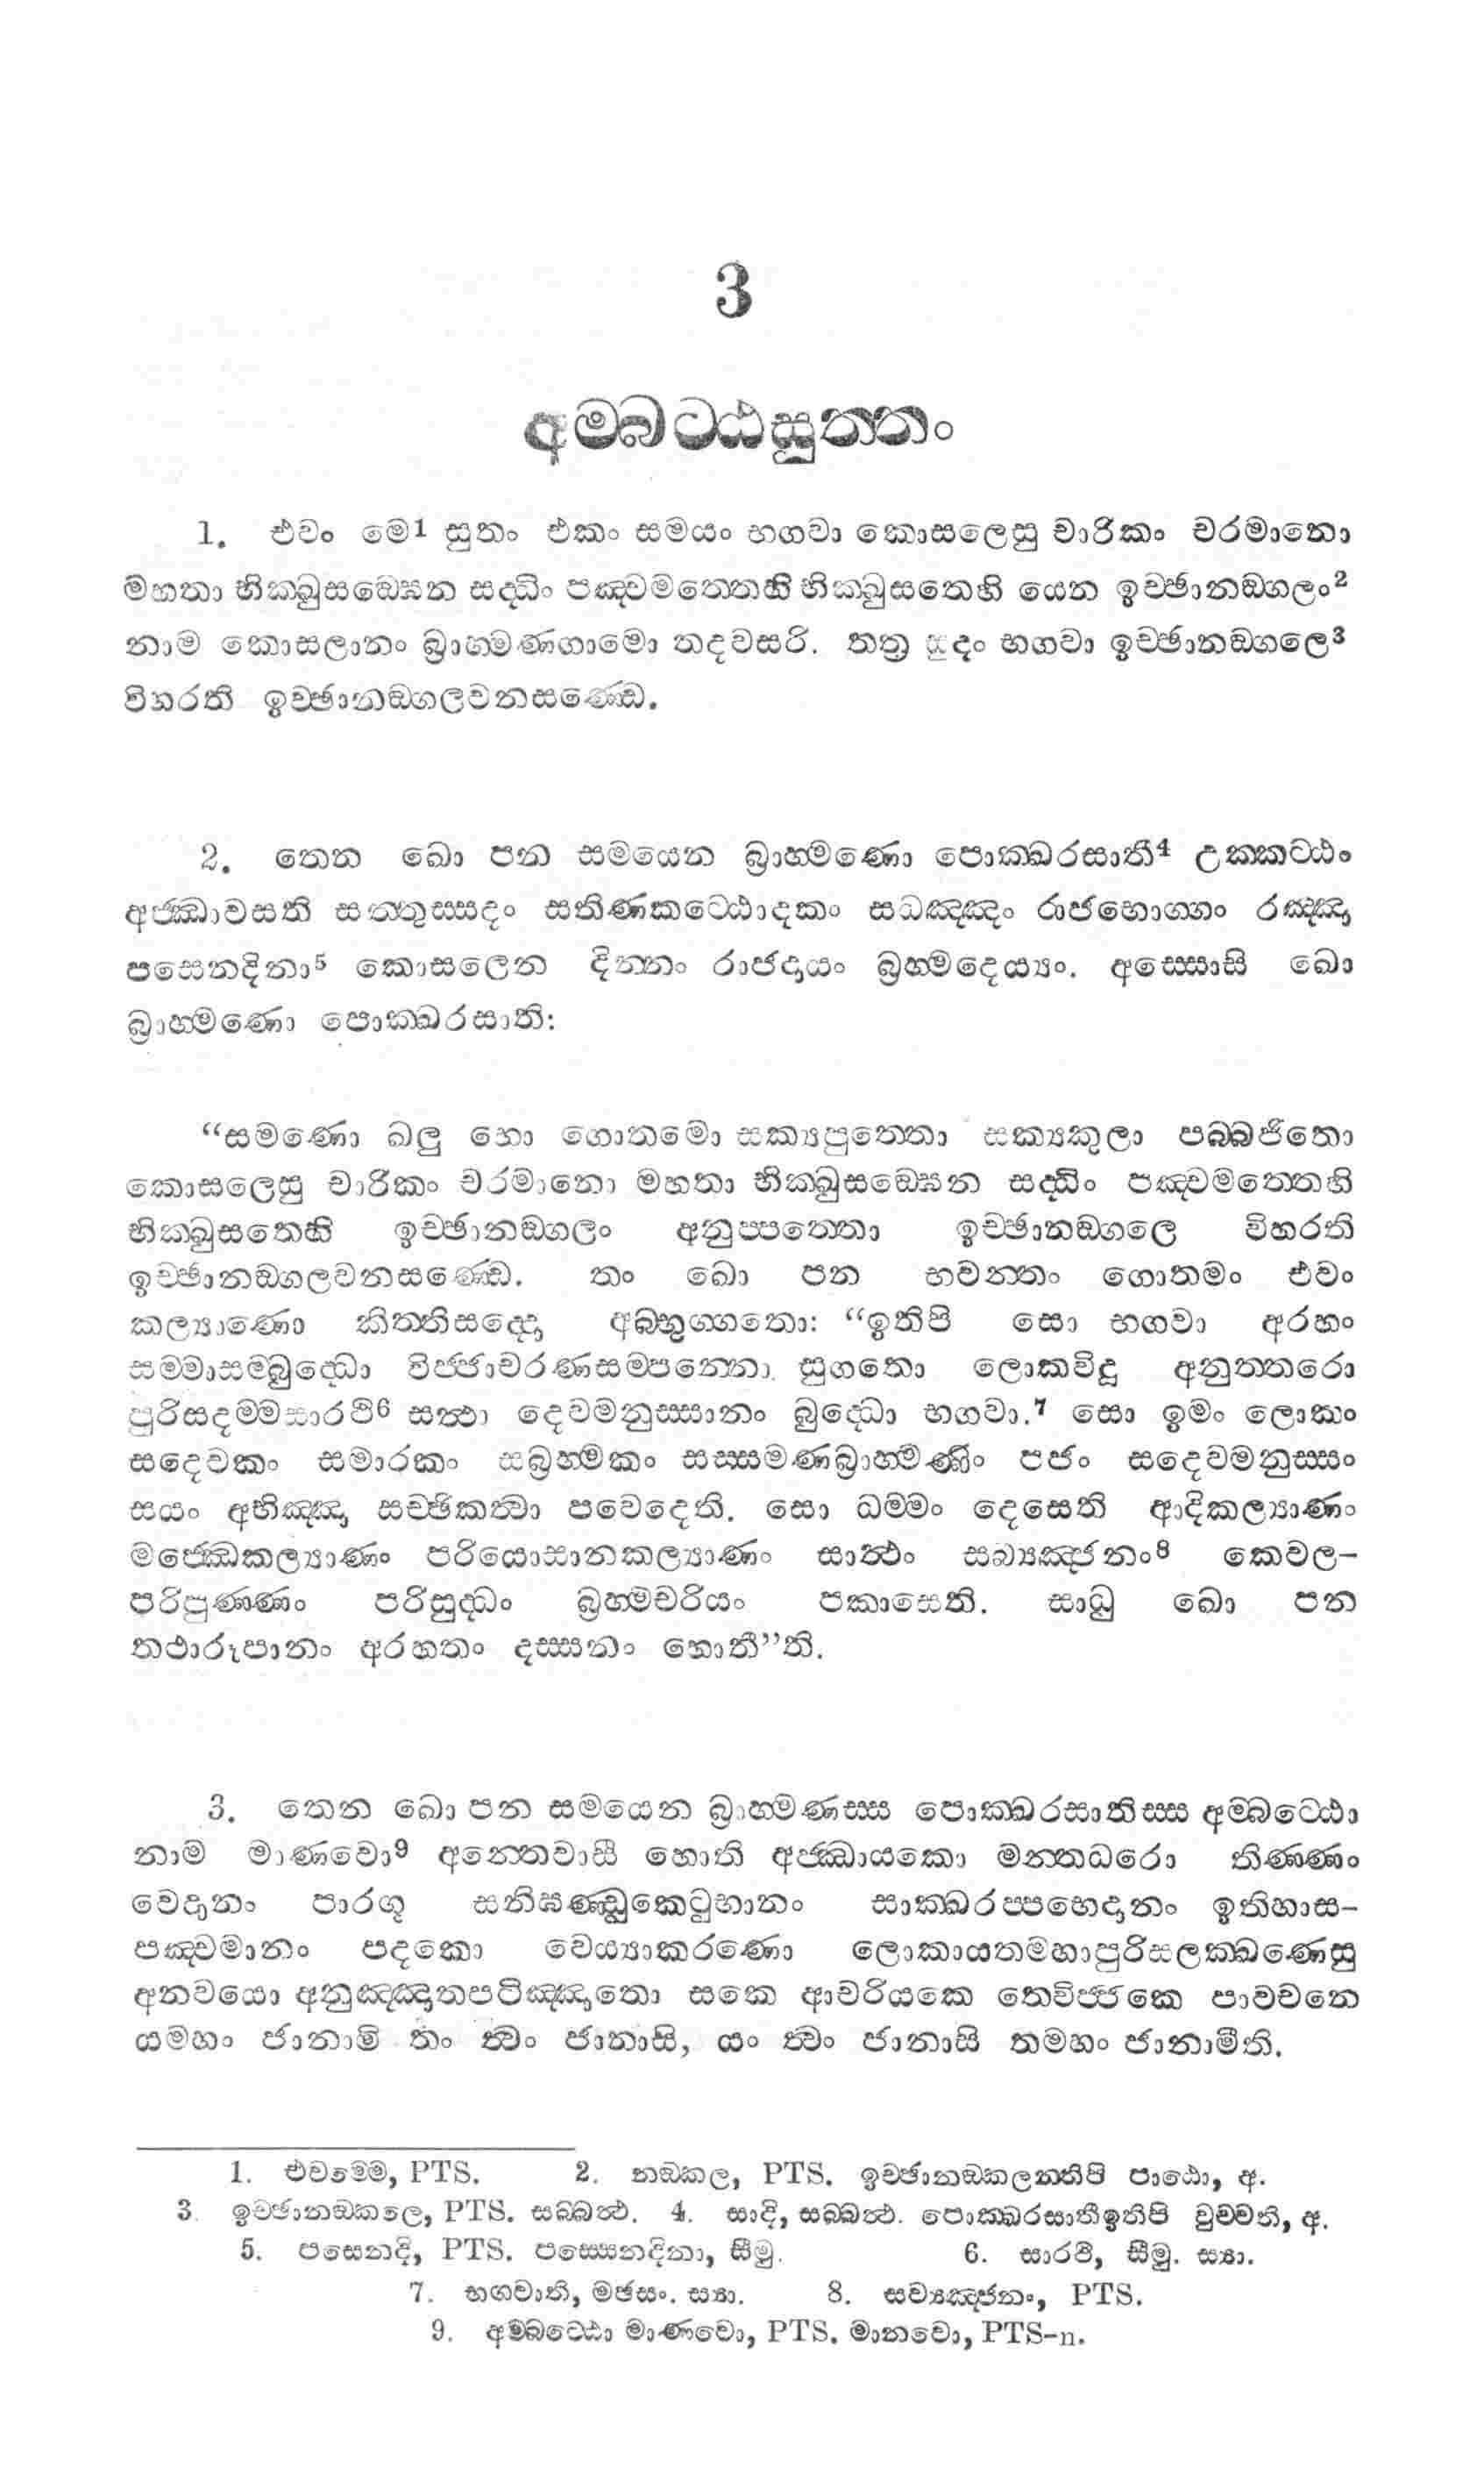 3
අම්බට්ඨසුත්තං
1. එවං මෙ1 සුතං එකං සමයං භගවා කොසලෙසු චාරිකං චරමානො
මහතා භික්ඛුසඞ්ඝෙන සද්ධිං පඤ්චමත්තෙහි භික්ඛුසතෙහි යෙන ඉච්ඡානඞ්ගලං2
නාම කොසලානං බ්‍රාහ්මණගාමො තදවසරි. තත්‍ර සුදං භගවා ඉච්ඡානඞ්ගලෙ3
විහරති ඉච්ඡානඞ්ගලවනසණ්ඩෙ.
2. තෙන ඛො පන සමයෙන බ්‍රාහ්මණො පොක්ඛරසාතී4 උක්කට්ඨං
අජ්ඣාවසති සත්තුස්සදං සතිණකට්ඨොදකං සධඤ්ඤං රාජභොග්ගං රඤ්ඤා
පසෙනදිනා5 කොසලෙන දින්නං රාජදායං බ්‍රහ්මදෙය්‍යං. අස්සොසි ඛො
බ්‍රාහ්මණො පොක්ඛරසාති:
“සමණො ඛලු භො ගොතමො සක්‍යපුත්තො සක්‍යකුලා පබ්බජිතො
කොසලෙසු චාරිකං චරමානො මහතා භික්ඛුසඞ්ඝෙන සද්ධිං පඤ්චමත්තෙහි
භික්ඛුසතෙහි ඉච්ඡානඞ්ගලං අනුප්පත්තො ඉච්ඡානඞ්ගලෙ විහරති
ඉච්ඡානඞ්ගලවනසණ්ඩෙ. තං ඛො පන භවන්තං ගොතමං එවං
කල්‍යාණො කිත්තිසද්දො අබ්භුග්ගතො: “ඉතිපි සො භගවා අරහං
සම්මාසම්බුද්ධො විජ්ජාචරණසම්පන්නො සුගතො ලොකවිදූ අනුත්තරො
පුරිසදම්මසාරථි6 සත්ථා දෙවමනුස්සානං බුද්ධො භගවා.7 සො ඉමං ලොකං
සදෙවකං සමාරකං සබ්‍රහ්මකං සස්සමණබ්‍රාහ්මණිං පජං සදෙවමනුස්සං
සයං අභිඤ්ඤා සච්ඡිකත්වා පවෙදෙති. සො ධම්මං දෙසෙති ආදිකල්‍යාණං
මජ්ඣෙකල්‍යාණං පරියොසානකල්‍යාණං සාත්ථං සබ්‍යඤ්ජනං8 කෙවල-
පරිපුණ්ණං පරිසුද්ධං බ්‍රහ්මචරියං පකාසෙති. සාධු ඛො පන
තථාරූපානං අරහතං දස්සනං හොතී”ති.
3. තෙන ඛො පන සමයෙන බ්‍රාහ්මණස්ස පොක්ඛරසාතිස්ස අම්බට්ඨො
නාම මාණවො9 අන්තෙවාසී හොති අජ්ඣායකො මන්තධරො තිණ්ණං
වෙදානං පාරගූ සනිඝණ්ඩුකෙටුභානං සාක්ඛරප්පභෙදානං ඉතිහාස-
පඤ්චමානං පදකො වෙය්‍යාකරණො ලොකායතමහාපුරිසලක්ඛණෙසු
අනවයො අනුඤ්ඤාතපටිඤ්ඤාතො සකෙ ආචරියකෙ තෙවිජ්ජකෙ පාවචනෙ
යමහං ජානාමි තං ත්වං ජානාසි, යං ත්වං ජානාසි තමහං ජානාමීති.
1. එවම්මෙ, PTS. 2. නඞ්කල, PTS. ඉච්ඡානඞ්කලන්තිපි පාඨො, අ.
3. ඉච්ඡානඞ්කලෙ, PTS. සබ්බත්ථ. 4. සාදි, සබ්බත්ථ. පොක්ඛරසාතීඉතිපි වුච්චති, අ.
5. පසෙනදි, PTS. පස්සෙනදිනා, සීමු. 6. සාරථී, සීමු. ස්‍යා.
7. භගවාති, මඡසං. ස්‍යා. 8. සව්‍යඤ්ජනං, PTS.
9. අම්බට්ඨො මාණවො, PTS. මානවො, PTS-n.